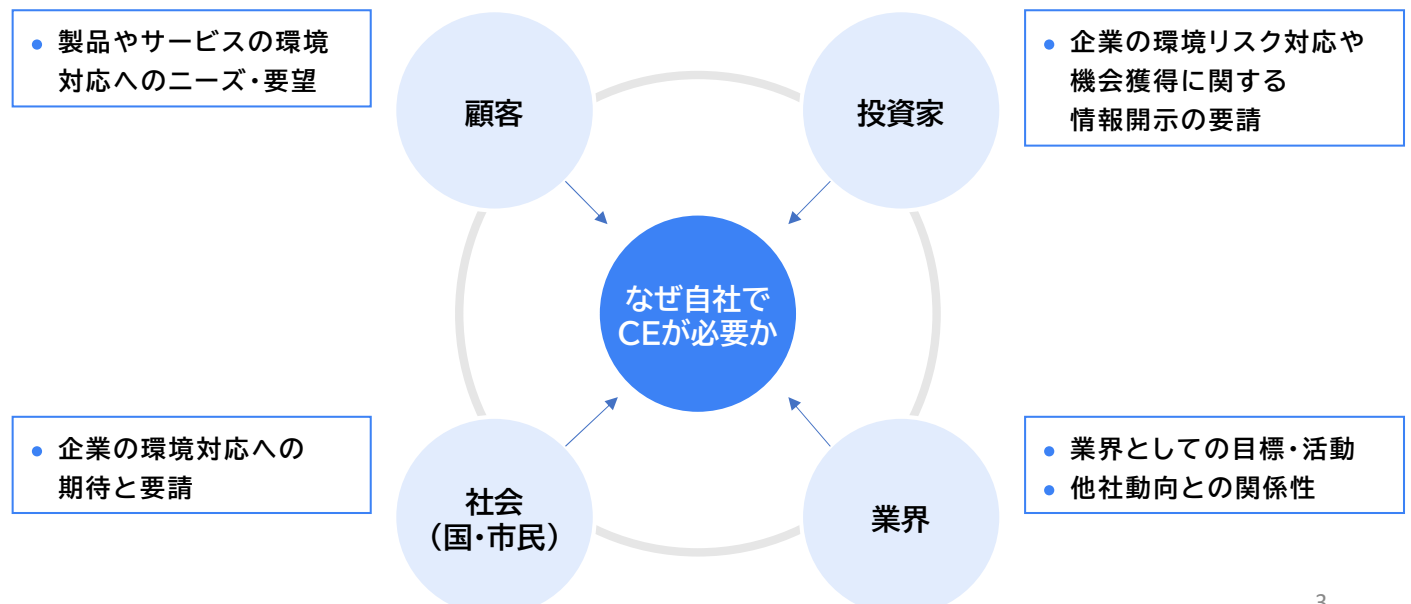 • 製品やサービスの環境
対応へのニーズ・要望
顧客
投資家
• 企業の環境リスク対応や
機会獲得に関する
情報開示の要請
なぜ自社で
CEが必要か
• 企業の環境対応への
期待と要請
社会
（国・市民）
業界
• 業界としての目標・活動
• 他社動向との関係性
3